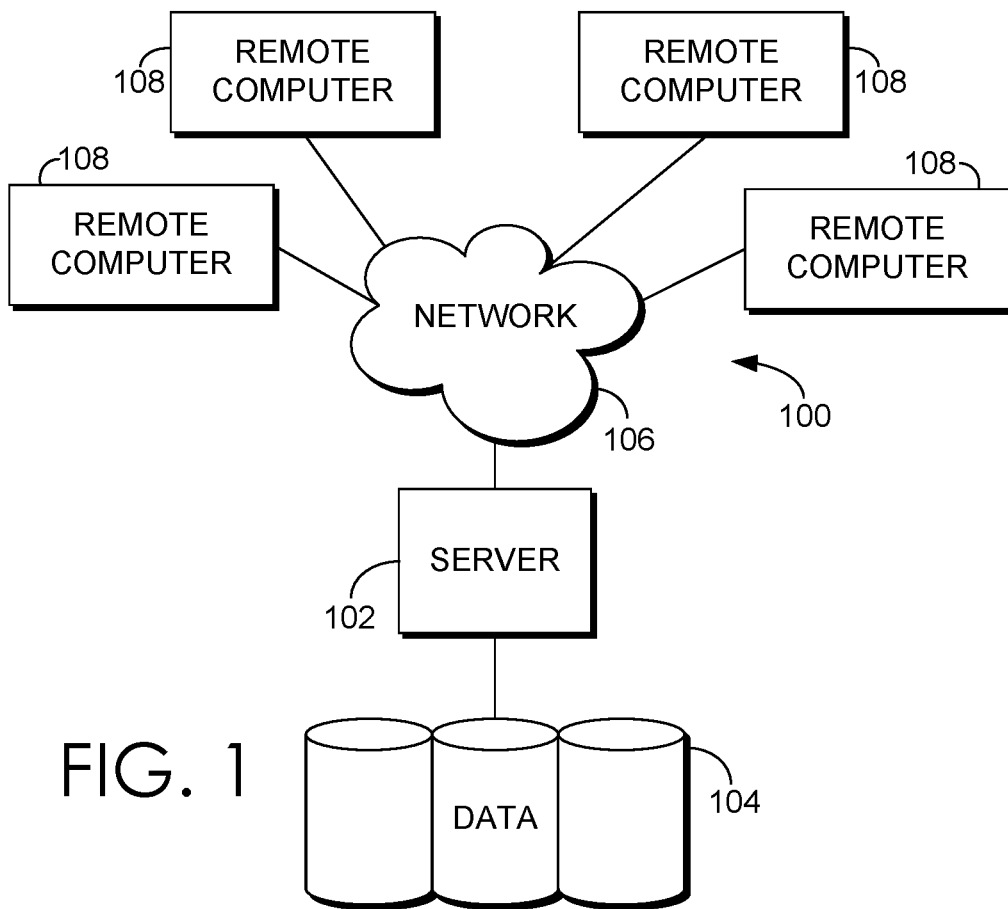 REMOTE
COMPUTER
108
REMOTE
COMPUTER
108
108
REMOTE
COMPUTER
108
REMOTE
COMPUTER
NETWORK
100
106
SERVER
102
FIG. 1
DATA
104